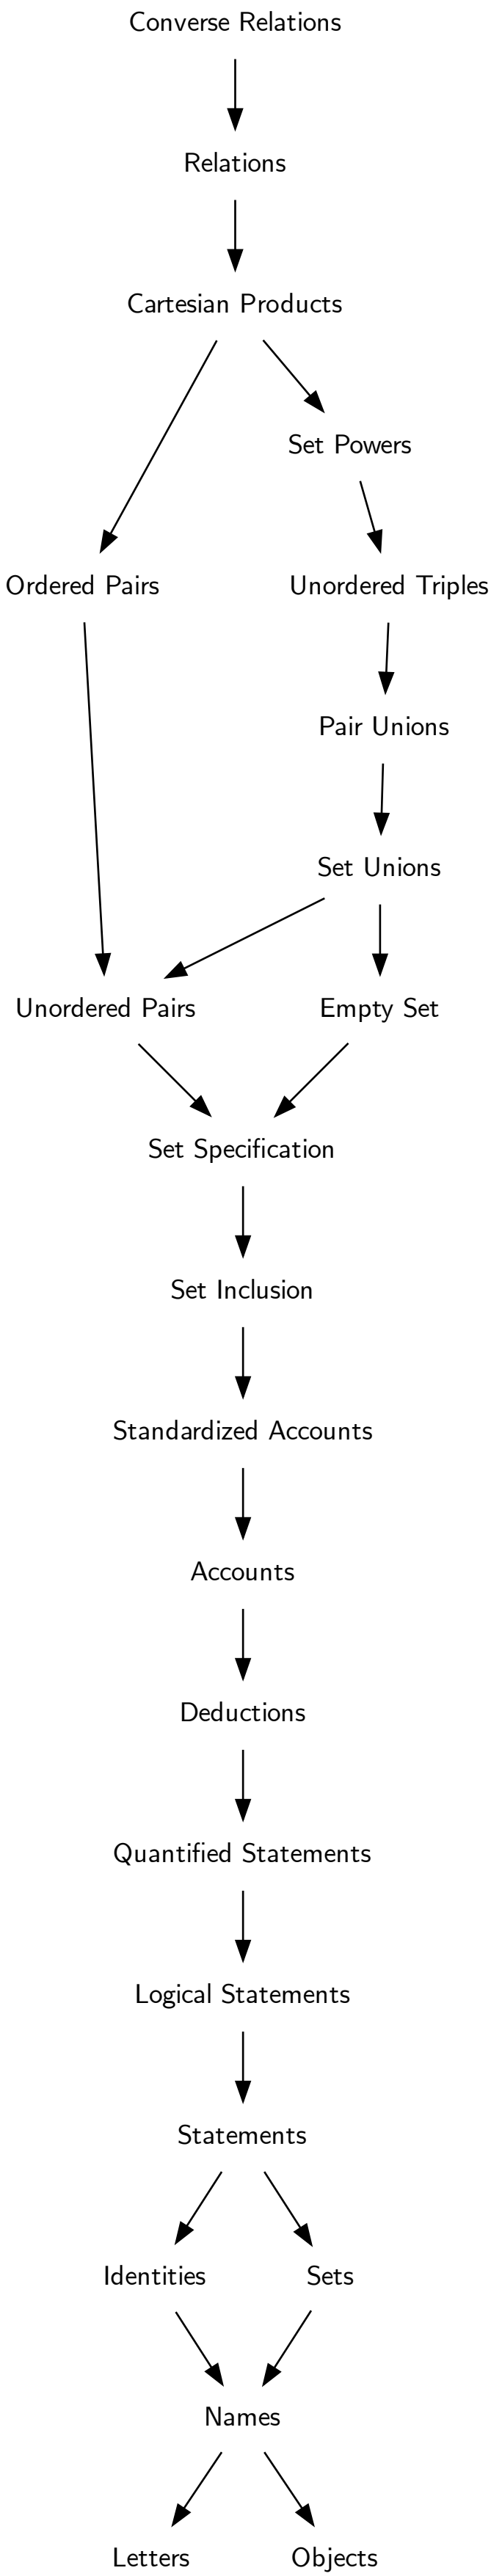 Converse Relations
Relations
Cartesian Products
Set Powers
Ordered Pairs
Unordered Triples
Pair Unions
Set Unions
Unordered Pairs
Empty Set
Set Specification
Set Inclusion
Standardized Accounts
Accounts
Deductions
Quantified Statements
Logical Statements
Statements
Identities
Sets
Names
Letters
Objects